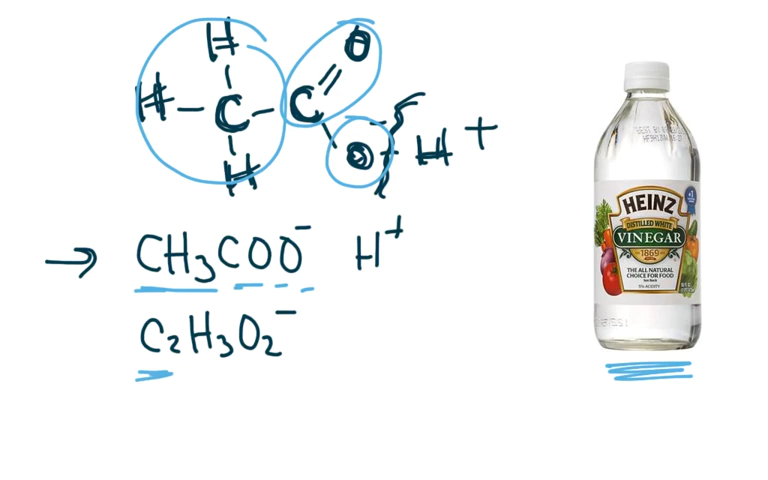 H
O
H - C - C
O - H +
H
→ CH₃COO⁻ H⁺
C₂H₃O₂⁻
HEINZ
DISTILLED WHITE
VINEGAR
1869
THE ALL NATURAL
CHOICE FOR FOOD
5% ACIDITY